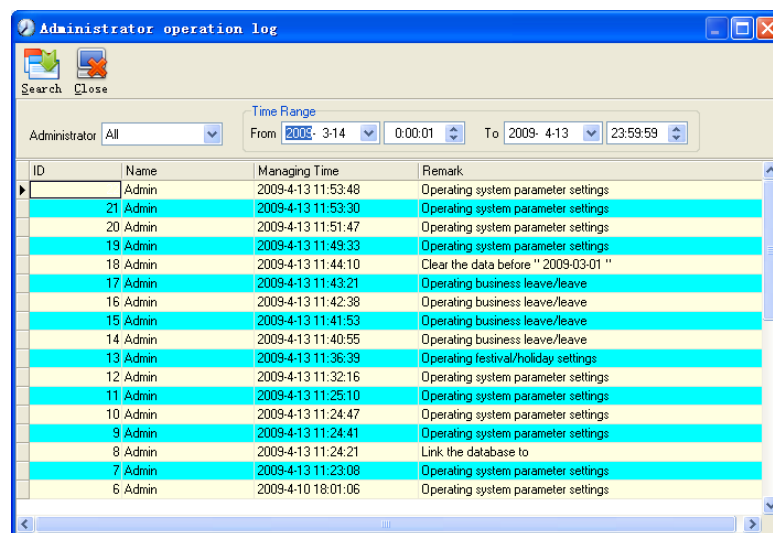 Administrator operation log
Search Close
Time Range
Administrator All From 2009- 3-14 0:00:01 To 2009- 4-13 23:59:59
ID Name Managing Time Remark
Admin 2009-4-13 11:53:48 Operating system parameter settings
21 Admin 2009-4-13 11:53:30 Operating system parameter settings
20 Admin 2009-4-13 11:51:47 Operating system parameter settings
19 Admin 2009-4-13 11:49:33 Operating system parameter settings
18 Admin 2009-4-13 11:44:10 Clear the data before " 2009-03-01 "
17 Admin 2009-4-13 11:43:21 Operating business leave/leave
16 Admin 2009-4-13 11:42:38 Operating business leave/leave
15 Admin 2009-4-13 11:41:53 Operating business leave/leave
14 Admin 2009-4-13 11:40:55 Operating business leave/leave
13 Admin 2009-4-13 11:36:39 Operating festival/holiday settings
12 Admin 2009-4-13 11:32:16 Operating system parameter settings
11 Admin 2009-4-13 11:25:10 Operating system parameter settings
10 Admin 2009-4-13 11:24:47 Operating system parameter settings
9 Admin 2009-4-13 11:24:41 Operating system parameter settings
8 Admin 2009-4-13 11:24:21 Link the database to
7 Admin 2009-4-13 11:23:08 Operating system parameter settings
6 Admin 2009-4-10 18:01:06 Operating system parameter settings